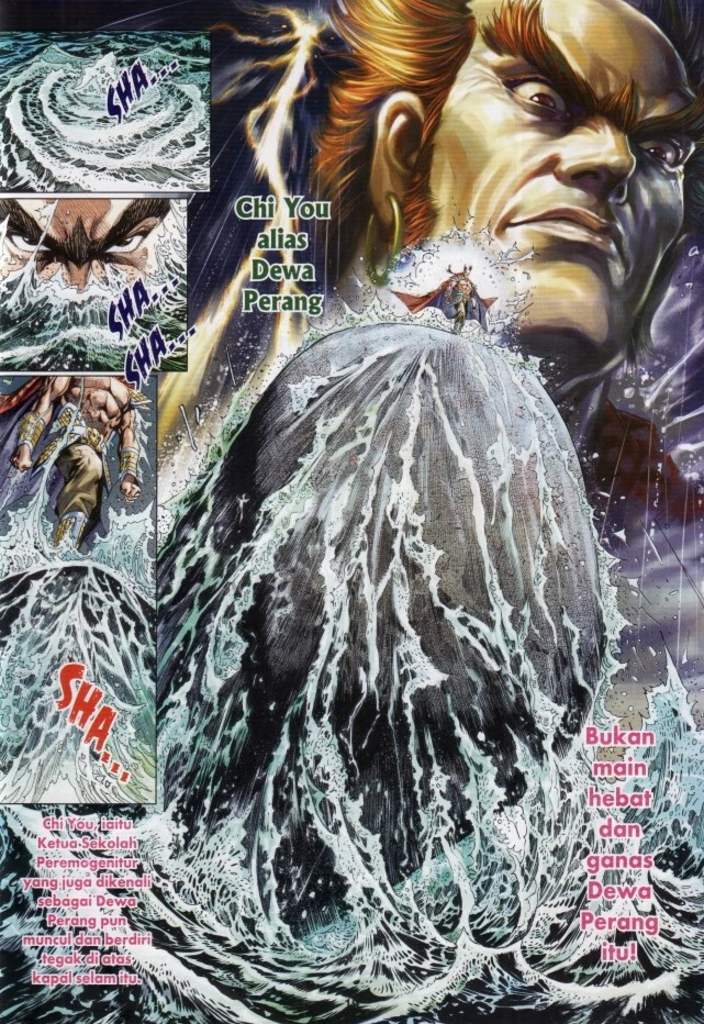 SHA...
Chi You
alias
Dewa
Perang
SHA...
SHA...
SHA...
Chi You, iaitu
Ketua Sekolah
Peremogenitur
yang juga dikenali
sebagai Dewa
Perang pun
muncul dan berdiri
tegak di atas
kapal selam itu.
Bukan
main
hebat
dan
ganas
Dewa
Perang
itu!